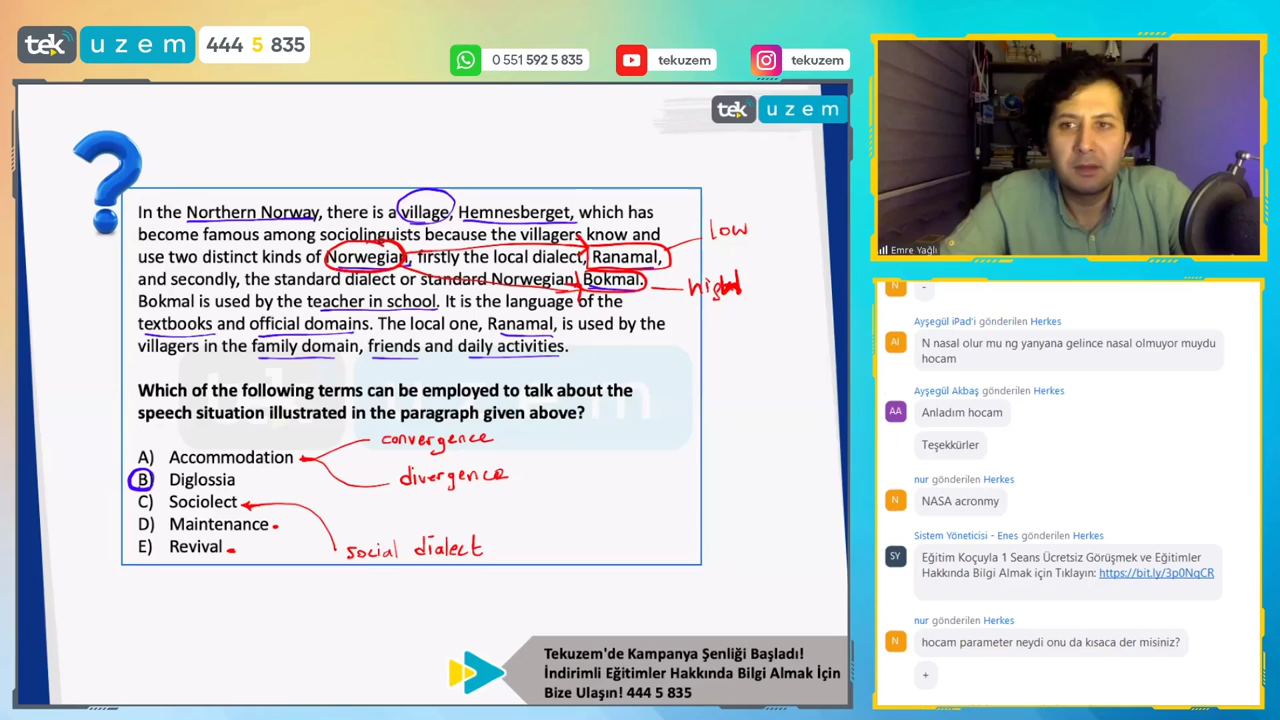 tek uzem 444 5 835
0 551 592 5 835
tekuzem
tekuzem
tek uzem
In the Northern Norway, there is a village, Hemnesberget, which has
become famous among sociolinguists because the villagers know and
use two distinct kinds of Norwegian, firstly the local dialect, Ranamal,
and secondly, the standard dialect or standard Norwegian, Bokmal.
Bokmal is used by the teacher in school. It is the language of the
textbooks and official domains. The local one, Ranamal, is used by the
villagers in the family domain, friends and daily activities.
low
high
Which of the following terms can be employed to talk about the
speech situation illustrated in the paragraph given above?
A) Accommodation
B) Diglossia
C) Sociolect
D) Maintenance
E) Revival
convergence
divergence
social dialect
Tekuzem'de Kampanya Şenliği Başladı!
İndirimli Eğitimler Hakkında Bilgi Almak İçin
Bize Ulaşın! 444 5 835
Emre Yağlı
N
-
Ayşegül iPad'i gönderilen Herkes
AI
N nasal olur mu ng yanyana gelince nasal olmuyor muydu
hocam
Ayşegül Akbaş gönderilen Herkes
AA
Anladım hocam
Teşekkürler
nur gönderilen Herkes
N
NASA acronmy
Sistem Yöneticisi - Enes gönderilen Herkes
SY
Eğitim Koçuyla 1 Seans Ücretsiz Görüşmek ve Eğitimler
Hakkında Bilgi Almak için Tıklayın: https://bit.ly/3p0NqCR
nur gönderilen Herkes
N
hocam parameter neydi onu da kısaca der misiniz?
+